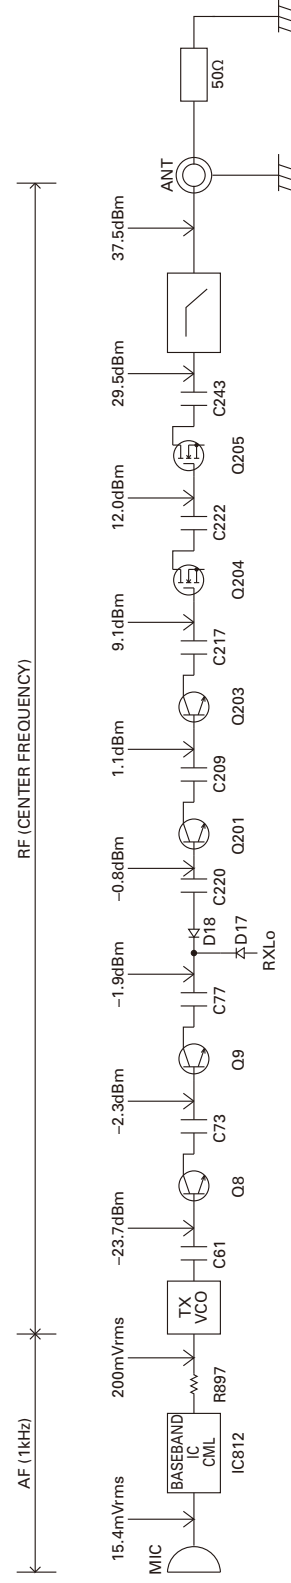 AF (1kHz)
RF (CENTER FREQUENCY)
15.4mVrms
200mVrms
–23.7dBm
–2.3dBm
–1.9dBm
–0.8dBm
1.1dBm
9.1dBm
12.0dBm
29.5dBm
37.5dBm
MIC
BASEBAND
IC
CML
IC812
R897
TX
VCO
C61
Q8
C73
Q9
C77
D18
D17
RXLo
C220
Q201
C209
Q203
C217
Q204
C222
Q205
C243
ANT
50Ω